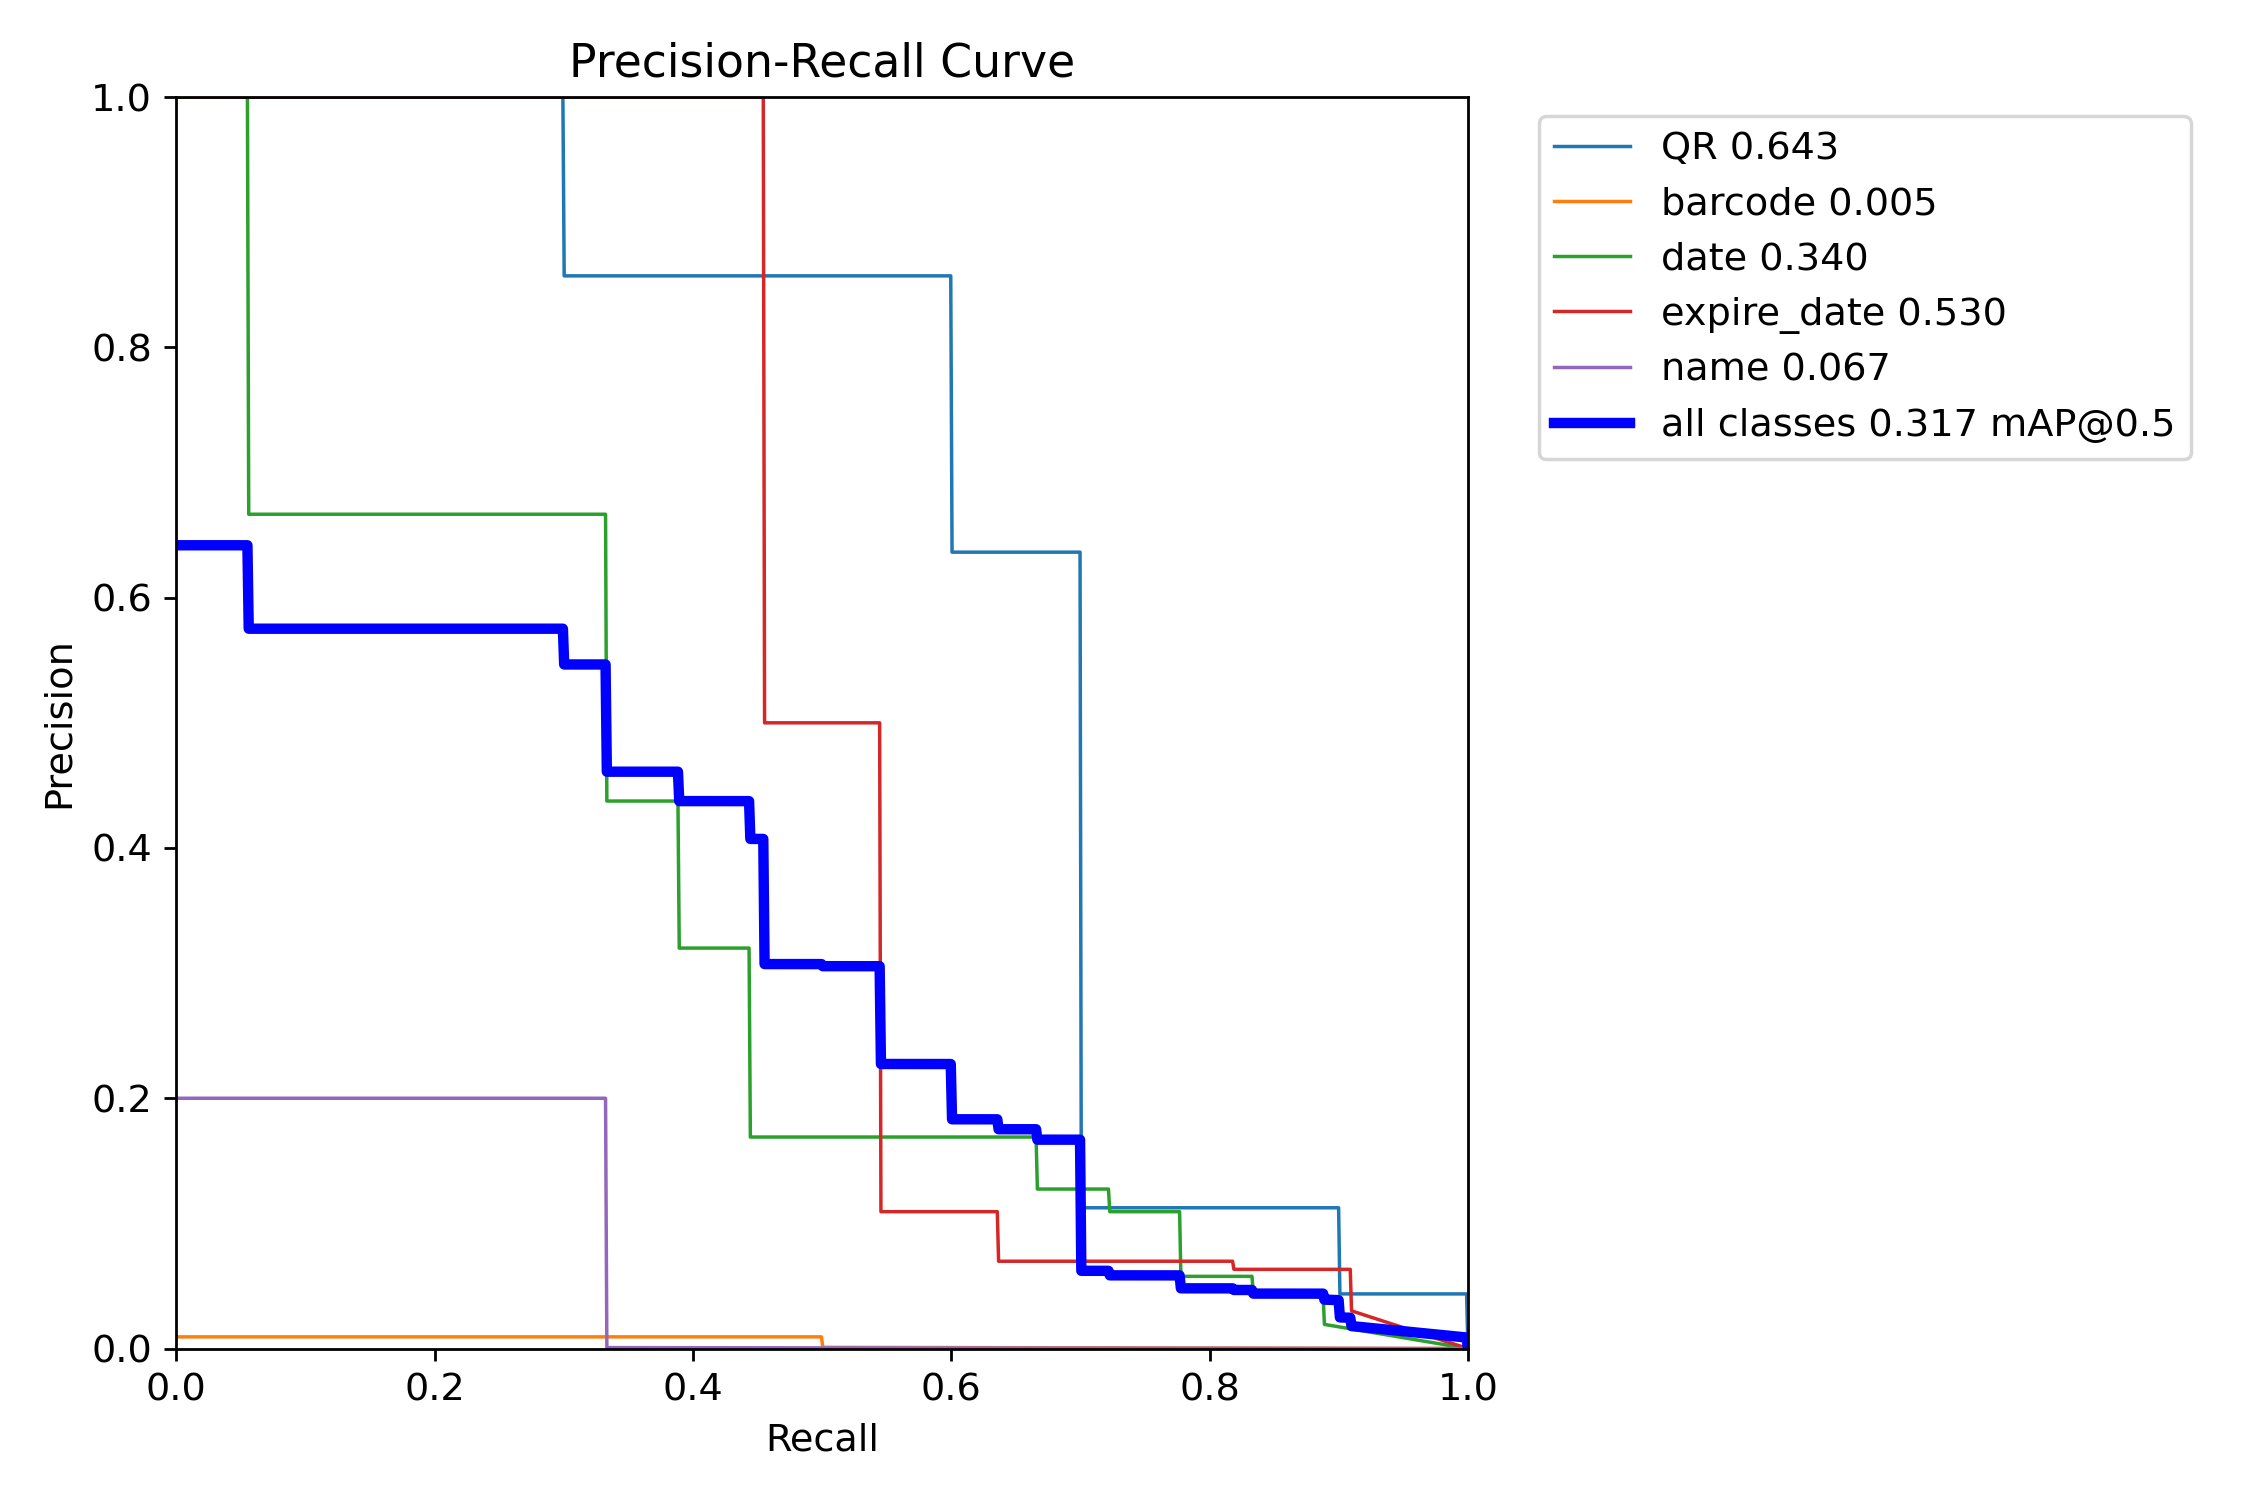 Precision-Recall Curve
1.0
0.8
0.6
0.4
0.2
0.0
Precision
0.0 0.2 0.4 0.6 0.8 1.0
Recall
QR 0.643
barcode 0.005
date 0.340
expire_date 0.530
name 0.067
all classes 0.317 mAP@0.5